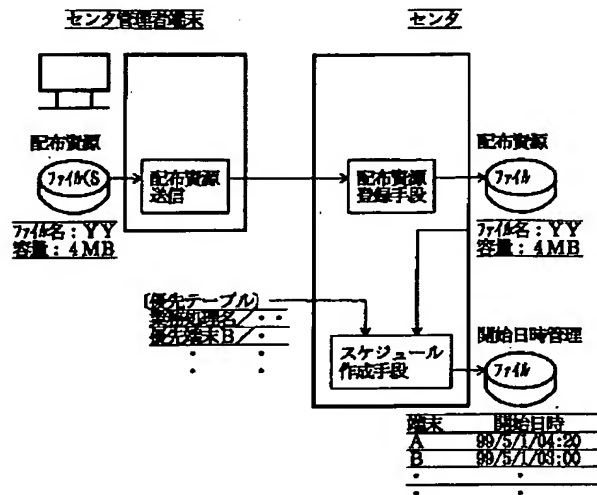 センタ管理者端末
センタ
配布資源
ファイル(S
配布資源
送信
ファイル名：YY
容量：4MB
配布資源
登録手段
配布資源
ファイル
ファイル名：YY
容量：4MB
[優先テーブル]
業務処理名／・・
優先端末B／・・
・ ・
・ ・
スケジュール
作成手段
開始日時管理
ファイル
端末 開始日時
A 99/5/1/04:20
B 99/5/1/03:00
・ ・
・ ・